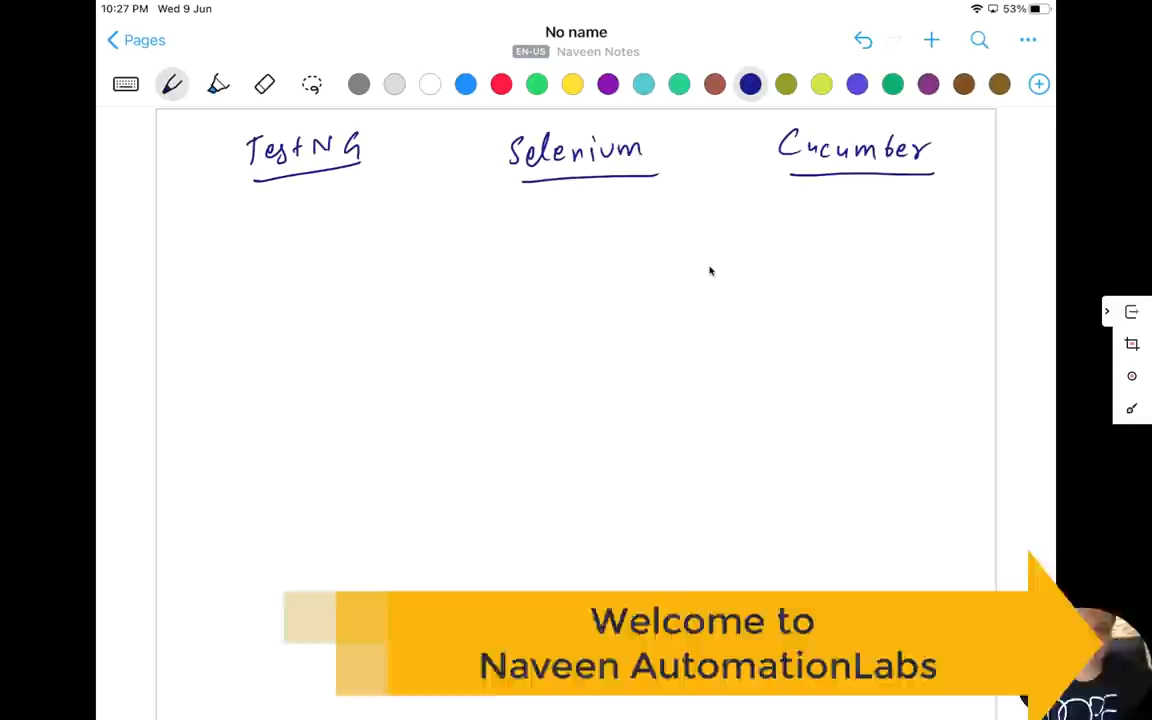 10:27 PM Wed 9 Jun
53%
Pages
No name
EN-US Naveen Notes
TestNG Selenium Cucumber
Welcome to
Naveen AutomationLabs
DOPE